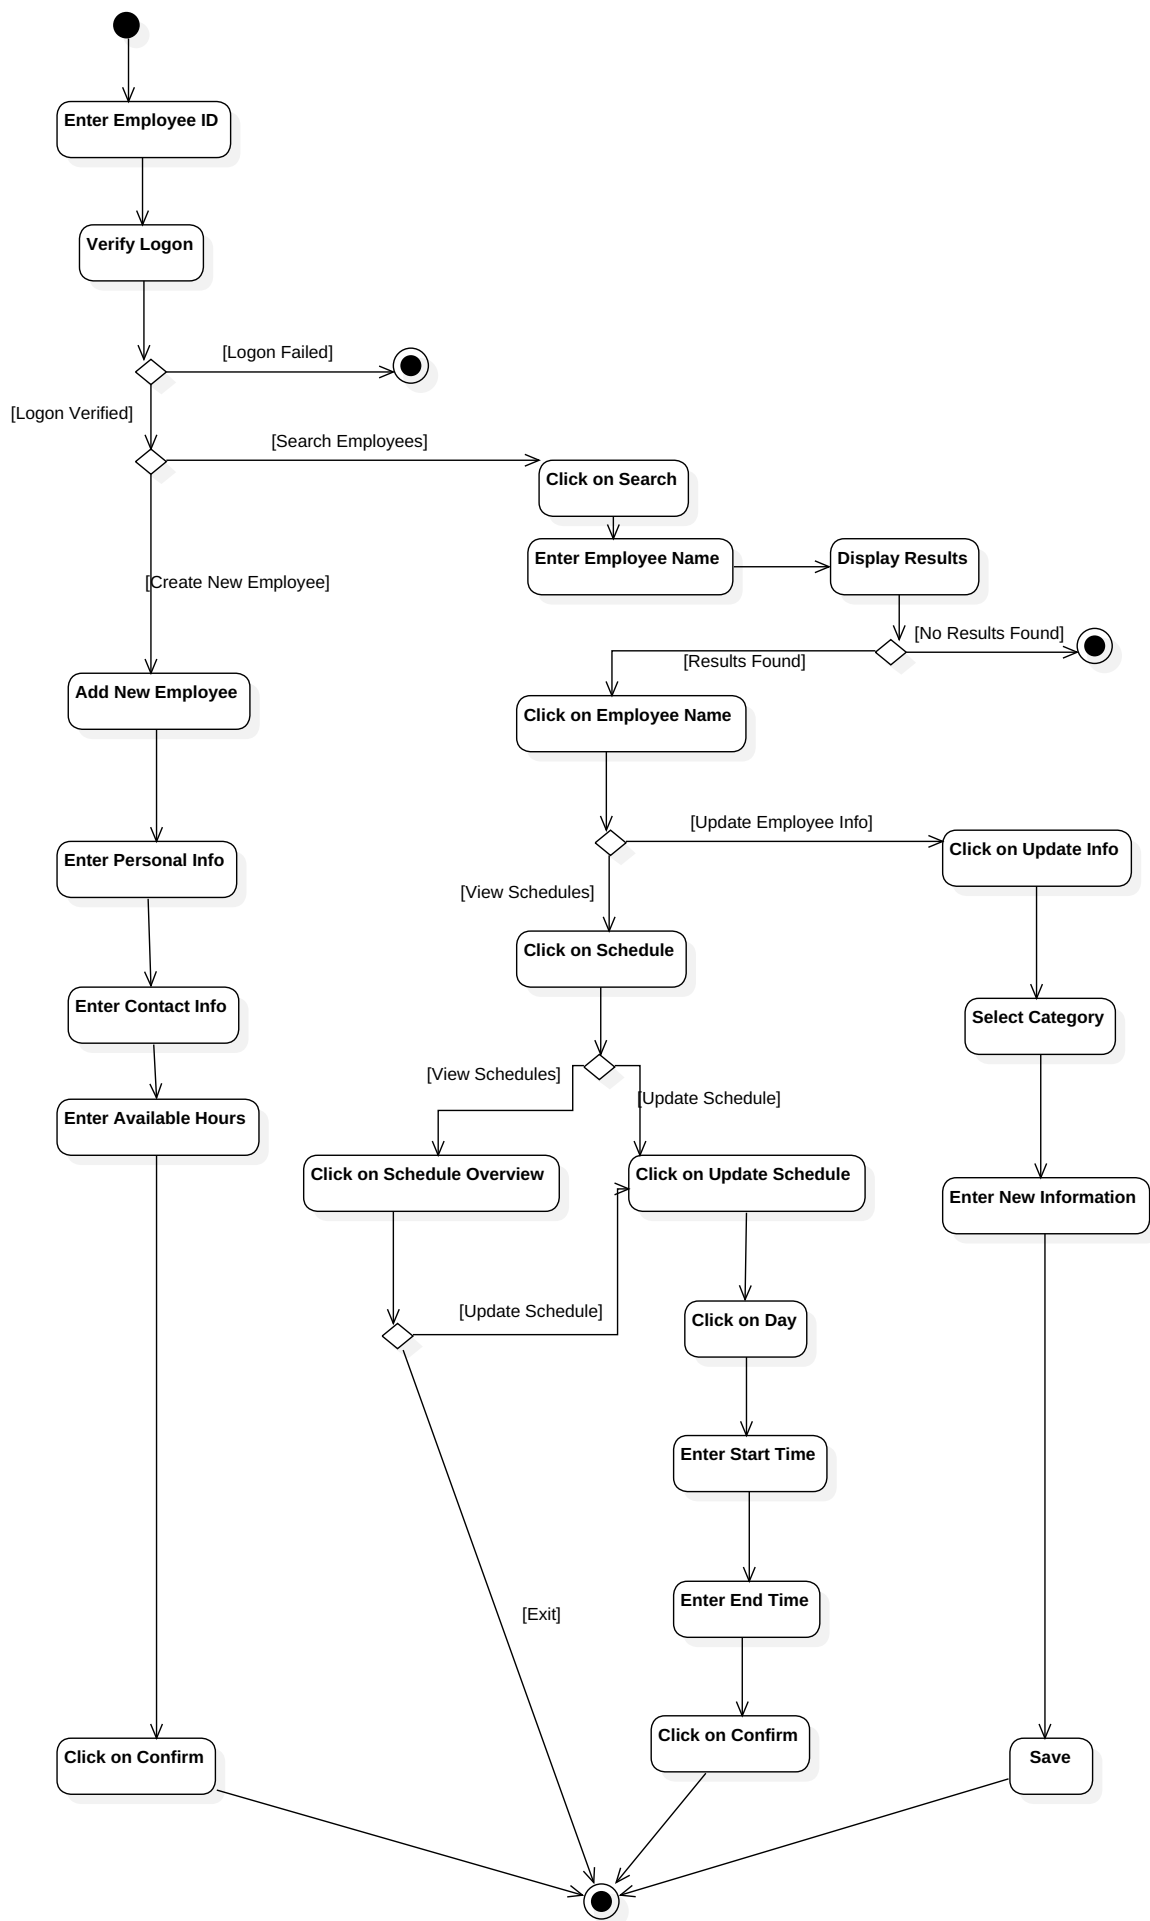 Enter Employee ID
Verify Logon
[Logon Failed]
[Logon Verified]
[Search Employees]
Click on Search
Enter Employee Name
Display Results
[Create New Employee]
[No Results Found]
[Results Found]
Add New Employee
Click on Employee Name
[Update Employee Info]
Click on Update Info
Enter Personal Info
[View Schedules]
Click on Schedule
Enter Contact Info
Select Category
[View Schedules]
[Update Schedule]
Enter Available Hours
Click on Schedule Overview
Click on Update Schedule
Enter New Information
[Update Schedule]
Click on Day
Enter Start Time
Enter End Time
[Exit]
Click on Confirm
Click on Confirm
Save